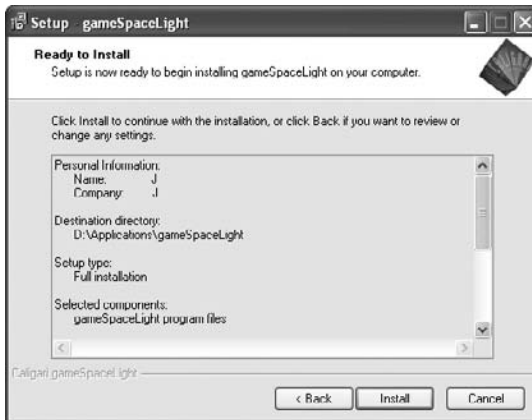 Setup - gameSpaceLight
Ready to Install
Setup is now ready to begin installing gameSpaceLight on your computer.
Click Install to continue with the installation, or click Back if you want to review or
change any settings.
Personal Information:
Name: J
Company: J
Destination directory:
D:\Applications\gameSpaceLight
Setup type:
Full installation
Selected components:
gameSpaceLight program files
Caligari gameSpaceLight
< Back
Install
Cancel